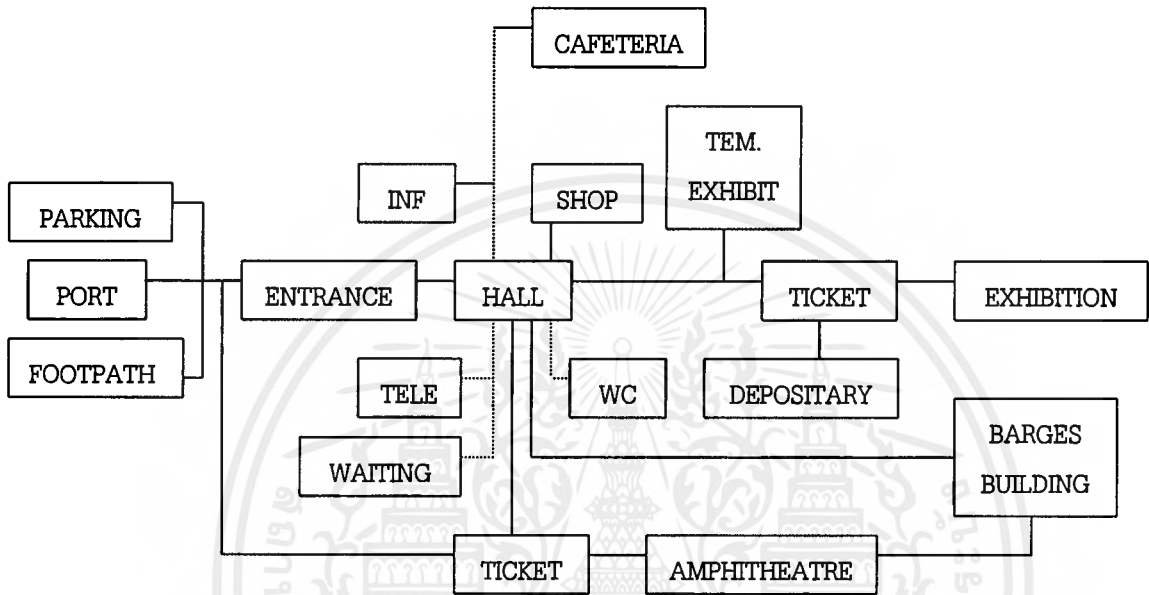 CAFETERIA
TEM.
EXHIBIT
INF
SHOP
PARKING
PORT
ENTRANCE
HALL
TICKET
EXHIBITION
FOOTPATH
TELE
WC
DEPOSITARY
WAITING
BARGES
BUILDING
TICKET
AMPHITHEATRE